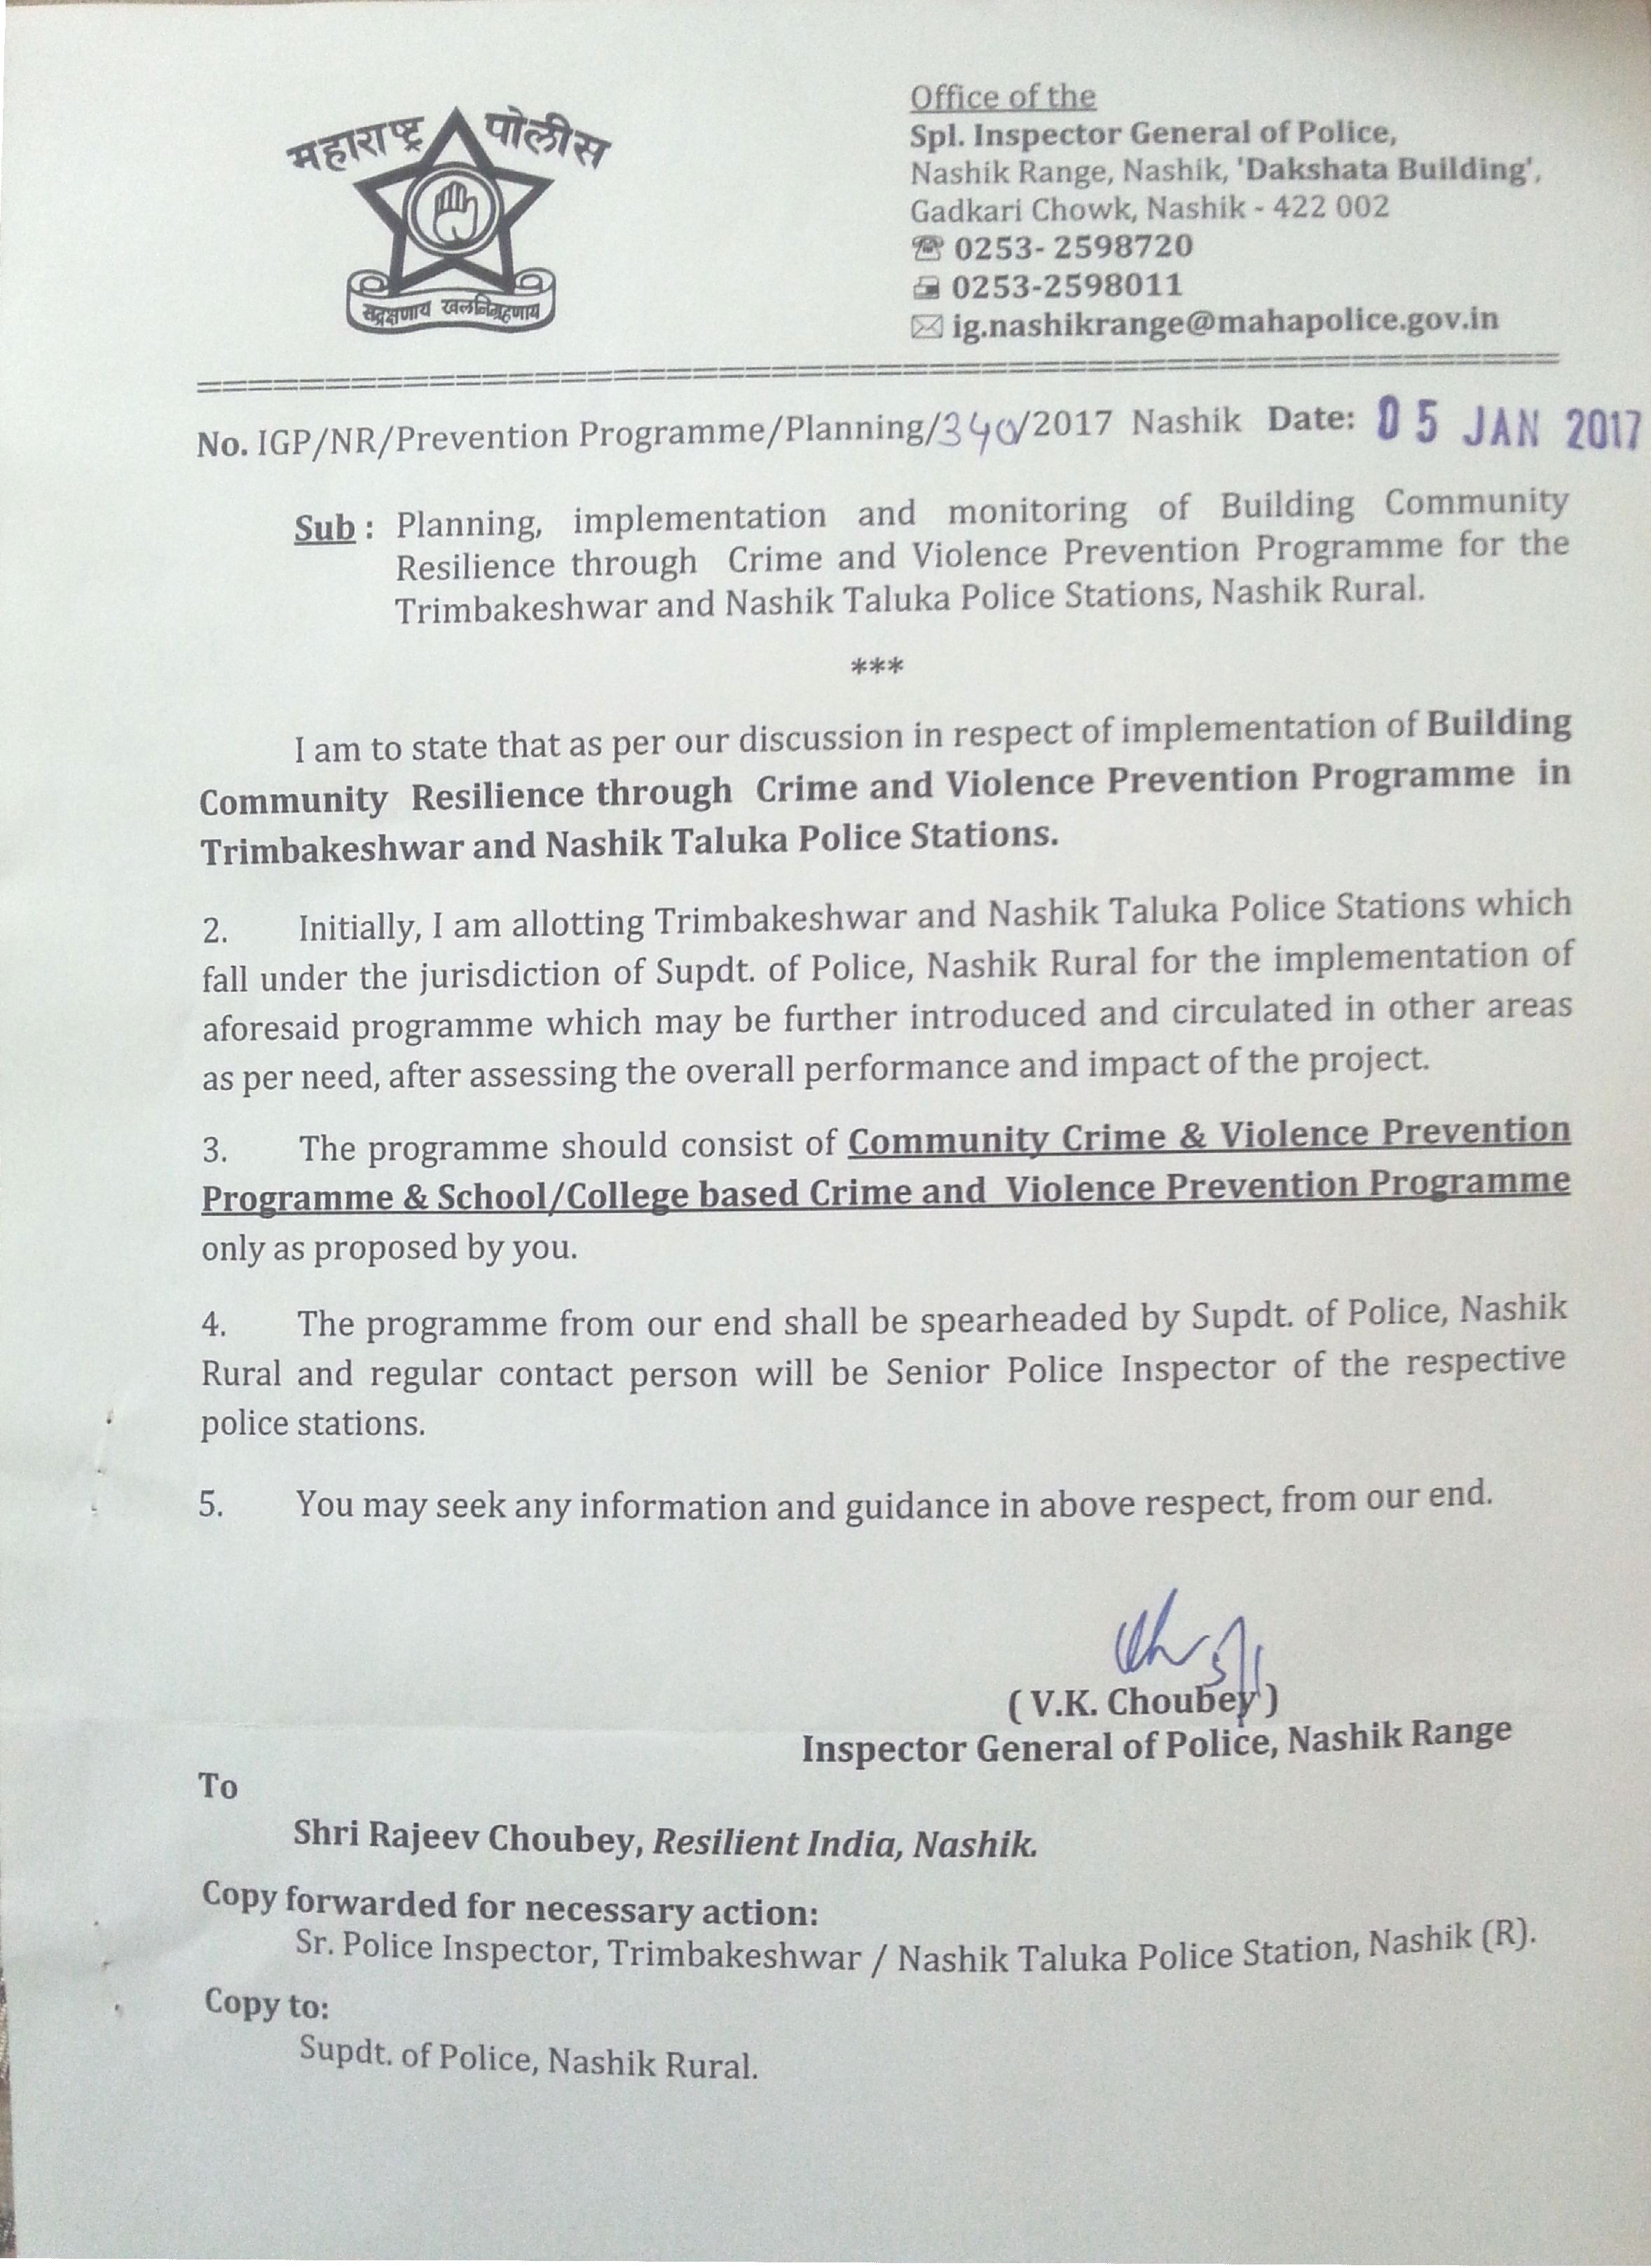 महाराष्ट्र पोलीस
सद्रक्षणाय खलनिग्रहणाय
Office of the
Spl. Inspector General of Police,
Nashik Range, Nashik, 'Dakshata Building',
Gadkari Chowk, Nashik - 422 002
0253- 2598720
0253-2598011
ig.nashikrange@mahapolice.gov.in
No. IGP/NR/Prevention Programme/Planning/340/2017 Nashik Date: 05 JAN 2017
Sub : Planning, implementation and monitoring of Building Community
Resilience through Crime and Violence Prevention Programme for the
Trimbakeshwar and Nashik Taluka Police Stations, Nashik Rural.
***
I am to state that as per our discussion in respect of implementation of Building
Community Resilience through Crime and Violence Prevention Programme in
Trimbakeshwar and Nashik Taluka Police Stations.
2. Initially, I am allotting Trimbakeshwar and Nashik Taluka Police Stations which
fall under the jurisdiction of Supdt. of Police, Nashik Rural for the implementation of
aforesaid programme which may be further introduced and circulated in other areas
as per need, after assessing the overall performance and impact of the project.
3. The programme should consist of Community Crime & Violence Prevention
Programme & School/College based Crime and Violence Prevention Programme
only as proposed by you.
4. The programme from our end shall be spearheaded by Supdt. of Police, Nashik
Rural and regular contact person will be Senior Police Inspector of the respective
police stations.
5. You may seek any information and guidance in above respect, from our end.
( V.K. Choubey )
Inspector General of Police, Nashik Range
To
Shri Rajeev Choubey, Resilient India, Nashik.
Copy forwarded for necessary action:
Sr. Police Inspector, Trimbakeshwar / Nashik Taluka Police Station, Nashik (R).
Copy to:
Supdt. of Police, Nashik Rural.